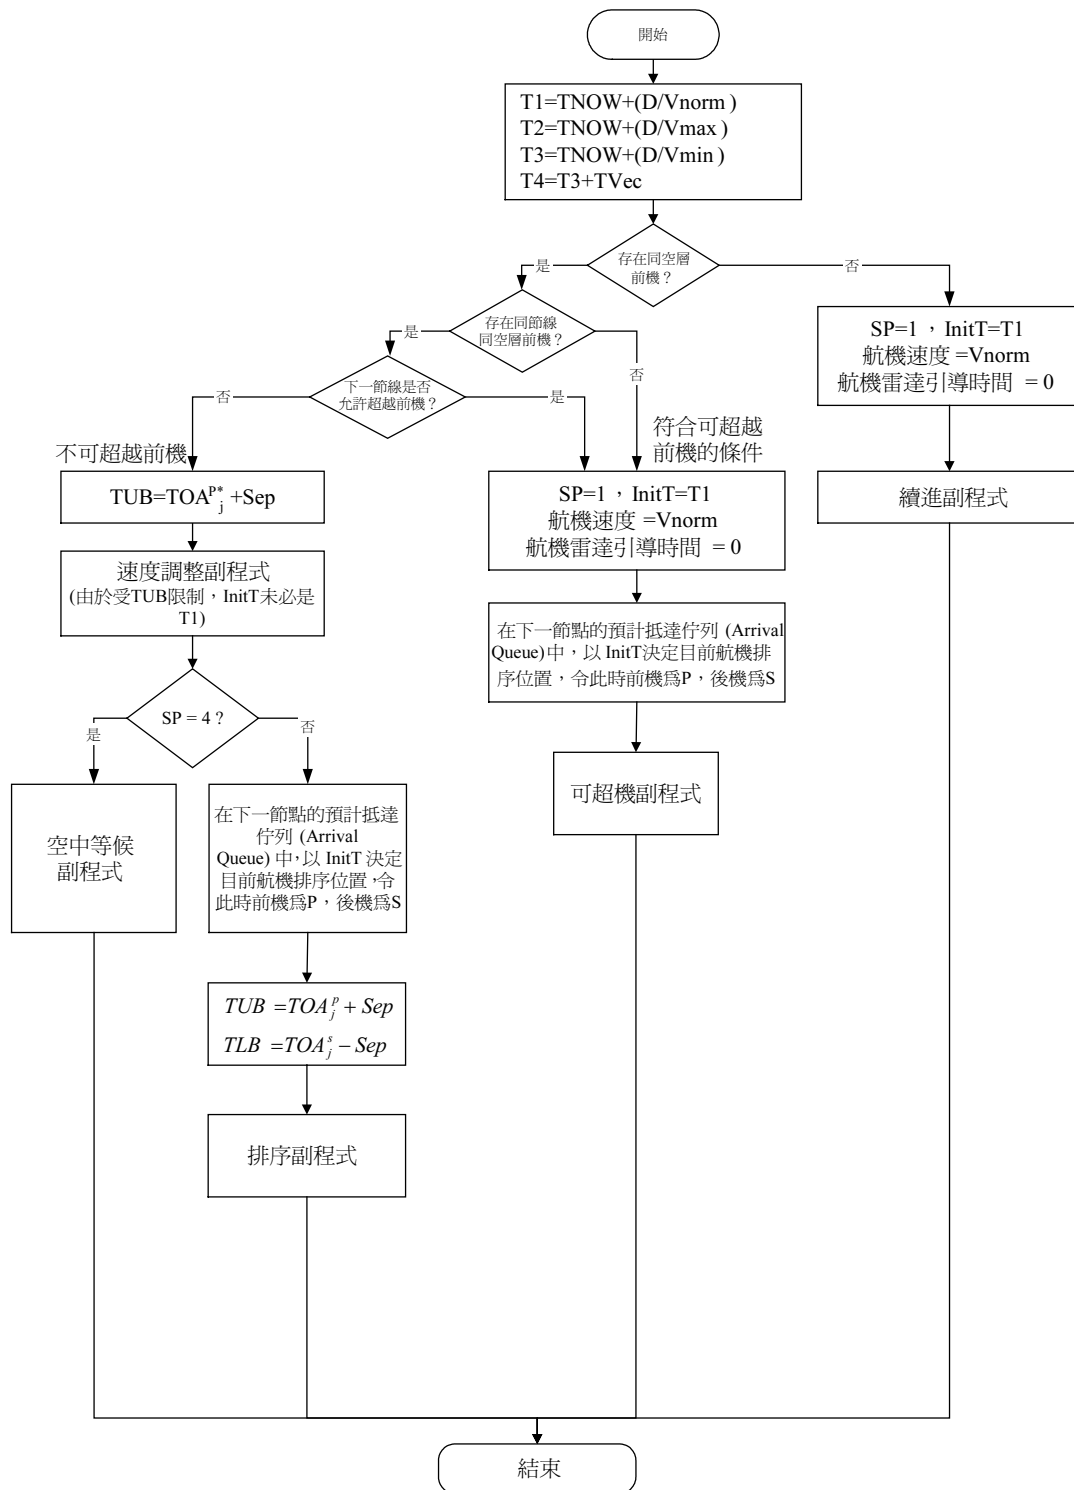 開始
T1=TNOW+(D/Vnorm)
T2=TNOW+(D/Vmax)
T3=TNOW+(D/Vmin)
T4=T3+TVec
存在同空層
前機？
是
否
存在同節線
同空層前機？
是
否
SP=1，InitT=T1
航機速度 =Vnorm
航機雷達引導時間 = 0
下一節線是否
允許超越前機？
否
是
不可超越前機
符合可超越
前機的條件
TUB=TOA^{P*}_j +Sep
SP=1，InitT=T1
航機速度 =Vnorm
航機雷達引導時間 = 0
續進副程式
速度調整副程式
(由於受TUB限制，InitT未必是
T1)
在下一節點的預計抵達佇列 (Arrival
Queue)中，以 InitT決定目前航機排
序位置，令此時前機為P，後機為S
SP = 4 ?
是
否
空中等候
副程式
在下一節點的預計抵達
佇列 (Arrival
Queue) 中,以 InitT 決定
目前航機排序位置,令
此時前機為P，後機為S
可超機副程式
TUB =TOA_j^p + Sep
TLB =TOA_j^s − Sep
排序副程式
結束